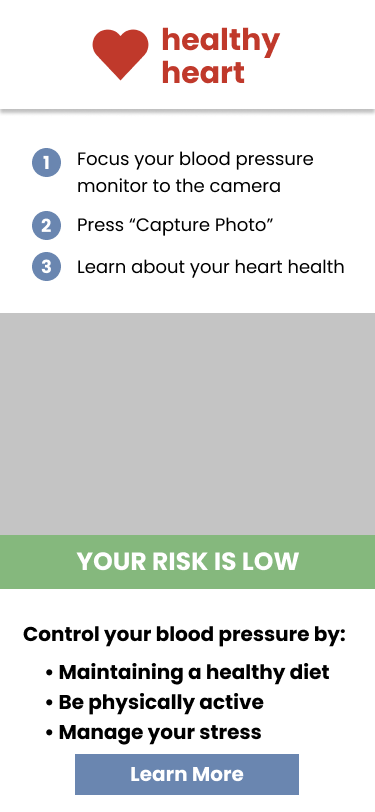 healthy
heart
1 Focus your blood pressure
monitor to the camera
2 Press “Capture Photo”
3 Learn about your heart health
YOUR RISK IS LOW
Control your blood pressure by:
• Maintaining a healthy diet
• Be physically active
• Manage your stress
Learn More